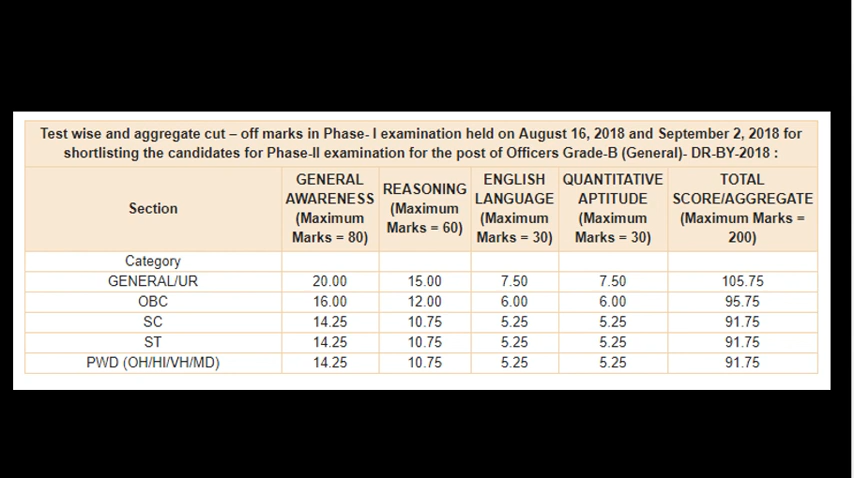 Test wise and aggregate cut – off marks in Phase- I examination held on August 16, 2018 and September 2, 2018 for
shortlisting the candidates for Phase-II examination for the post of Officers Grade-B (General)- DR-BY-2018 :
Section
GENERAL
AWARENESS
(Maximum
Marks = 80)
REASONING
(Maximum
Marks = 60)
ENGLISH
LANGUAGE
(Maximum
Marks = 30)
QUANTITATIVE
APTITUDE
(Maximum
Marks = 30)
TOTAL
SCORE/AGGREGATE
(Maximum Marks =
200)
Category
GENERAL/UR 20.00 15.00 7.50 7.50 105.75
OBC 16.00 12.00 6.00 6.00 95.75
SC 14.25 10.75 5.25 5.25 91.75
ST 14.25 10.75 5.25 5.25 91.75
PWD (OH/HI/VH/MD) 14.25 10.75 5.25 5.25 91.75